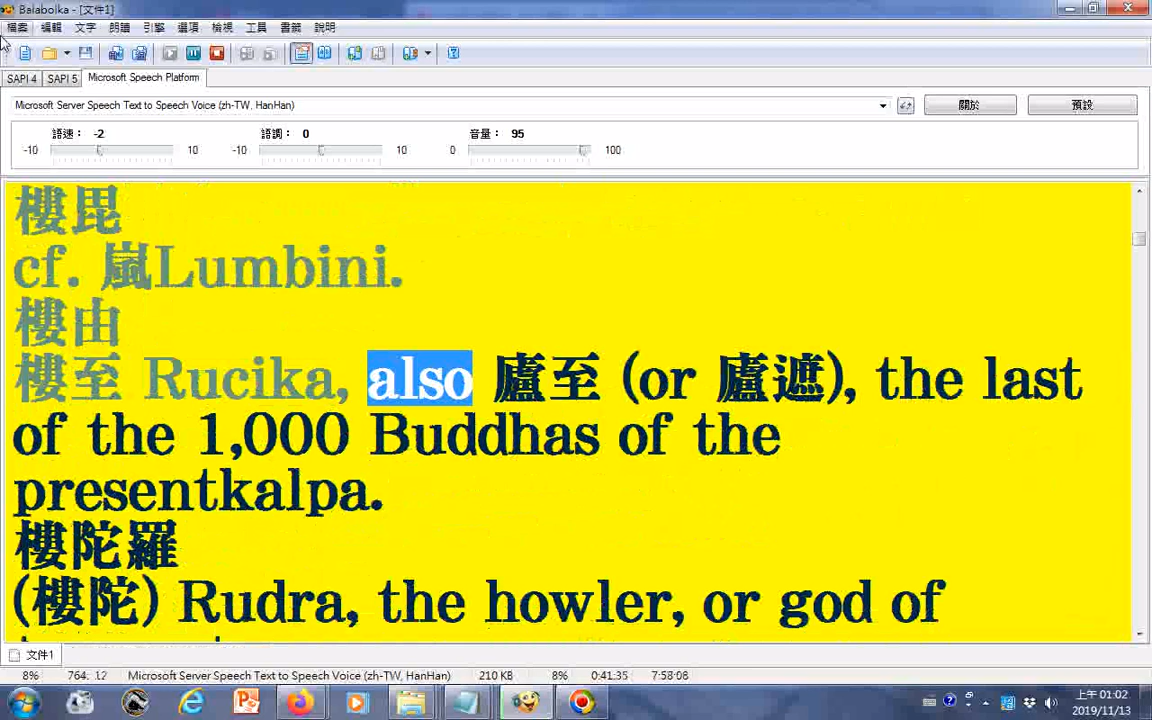 Balabolka - [文件1]
檔案 編輯 文字 朗讀 引擎 選項 檢視 工具 書籤 說明
SAPI 4 SAPI 5 Microsoft Speech Platform
Microsoft Server Speech Text to Speech Voice (zh-TW, HanHan) 關於 預設
語速： -2 語調： 0 音量： 95
-10 10 -10 10 0 100
樓毘
cf. 嵐Lumbini.
樓由
樓至 Rucika, also 廬至 (or 廬遮), the last
of the 1,000 Buddhas of the
presentkalpa.
樓陀羅
(樓陀) Rudra, the howler, or god of
文件1
8% 764: 12 Microsoft Server Speech Text to Speech Voice (zh-TW, HanHan) 210 KB 8% 0:41:35 7:58:08
上午 01:02
2019/11/13